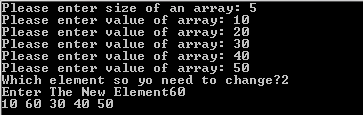 Please enter size of an array: 5
Please enter value of array: 10
Please enter value of array: 20
Please enter value of array: 30
Please enter value of array: 40
Please enter value of array: 50
Which element so yo need to change?2
Enter The New Element60
10 60 30 40 50